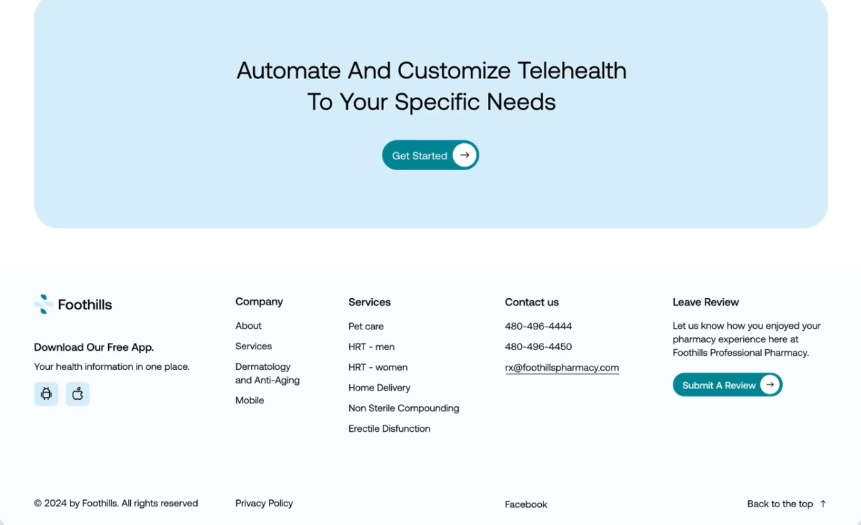 Automate And Customize Telehealth
To Your Specific Needs
Get Started
Foothills
Download Our Free App.
Your health information in one place.
Company
About
Services
Dermatology
and Anti-Aging
Mobile
Services
Pet care
HRT - men
HRT - women
Home Delivery
Non Sterile Compounding
Erectile Disfunction
Contact us
480-496-4444
480-496-4450
rx@foothillspharmacy.com
Leave Review
Let us know how you enjoyed your
pharmacy experience here at
Foothills Professional Pharmacy.
Submit A Review
© 2024 by Foothills. All rights reserved
Privacy Policy
Facebook
Back to the top ↑